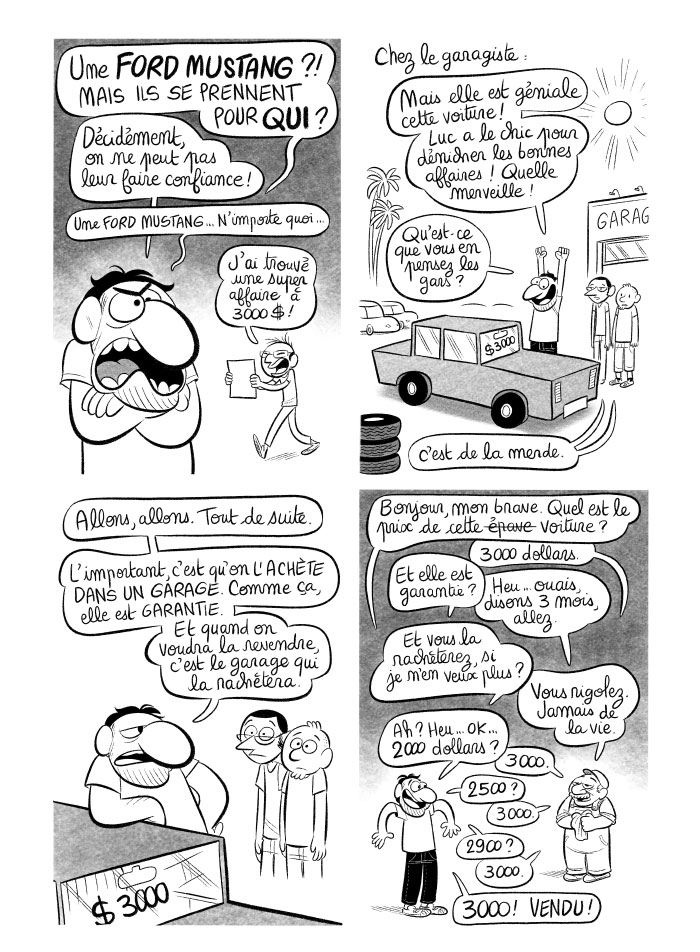 Une FORD MUSTANG ?!
MAIS ILS SE PRENNENT
POUR QUI ?
Décidément,
on ne peut pas
leur faire confiance !
Une FORD MUSTANG... N'importe quoi...
J'ai trouvé
une super
affaire à
3000 $ !
Chez le garagiste :
Mais elle est géniale
cette voiture !
Luc a le chic pour
dénicher les bonnes
affaires ! Quelle
merveille !
Qu'est-ce
que vous en
pensez les
gars ?
GARAG
$3000
c'est de la merde.
Allons, allons. Tout de suite.
L'important, c'est qu'on L'ACHÈTE
DANS UN GARAGE. Comme ça,
elle est GARANTIE.
Et quand on
voudra la revendre,
c'est le garage qui
la rachètera.
$3000
Bonjour, mon brave. Quel est le
prix de cette épave voiture ?
3000 dollars.
Et elle est
garantie ?
Heu... ouais,
disons 3 mois,
allez.
Et vous la
rachèterez, si
je n'en veux plus ?
Vous rigolez.
Jamais de
la vie.
Ah ? Heu... OK...
2000 dollars ?
3000.
2500 ?
3000.
2900 ?
3000.
3000 ! VENDU !